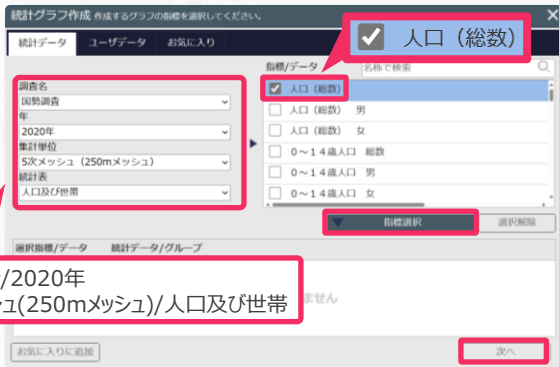 統計グラフ作成 作成するグラフの指標を選択してください。
統計データ ユーザデータ お気に入り
人口（総数）
指標/データ 名称で検索
調査名
国勢調査
年
2020年
集計単位
5次メッシュ（250mメッシュ）
統計表
人口及び世帯
人口（総数）
人口（総数） 男
人口（総数） 女
0～14歳人口 総数
0～14歳人口 男
0～14歳人口 女
指標選択 選択解除
選択指標/データ 統計データ/グループ
/2020年
ュ(250mメッシュ)/人口及び世帯
ません
お気に入りに追加 次へ